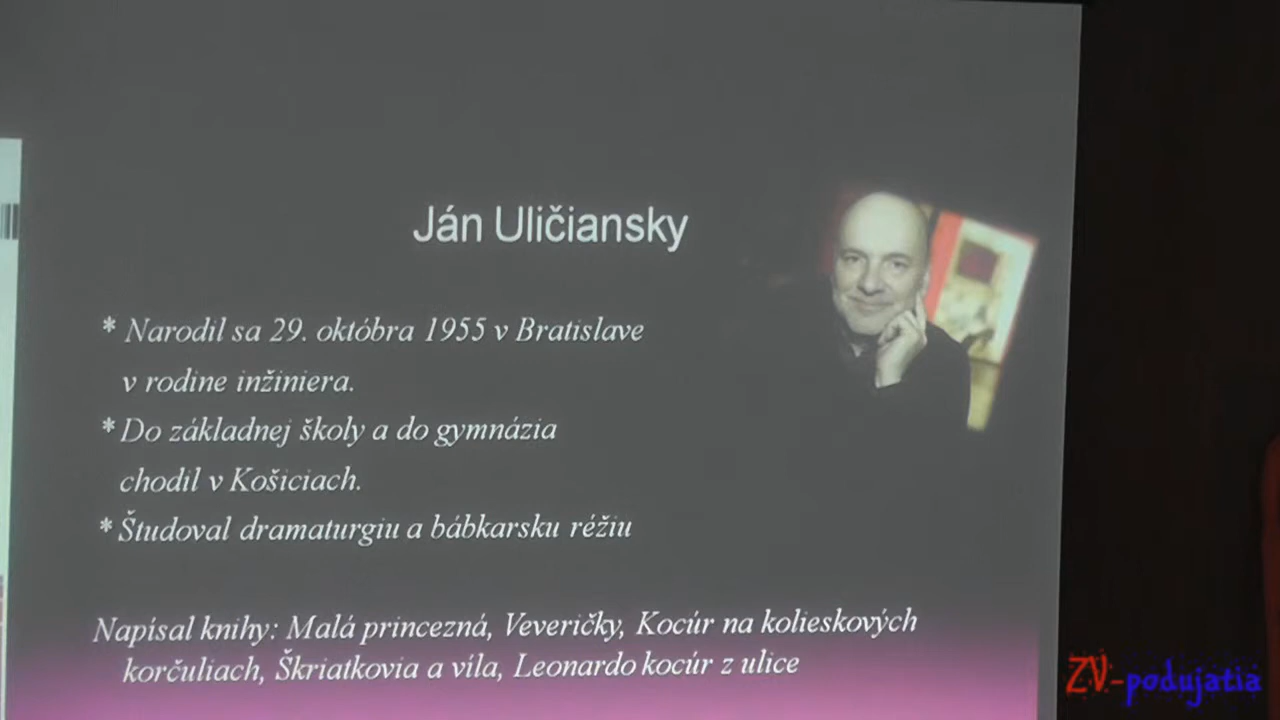 Ján Uličiansky
* Narodil sa 29. októbra 1955 v Bratislave
v rodine inžiniera.
* Do základnej školy a do gymnázia
chodil v Košiciach.
* Študoval dramaturgiu a bábkarsku réžiu
Napísal knihy: Malá princezná, Veveričky, Kocúr na kolieskových
korčuliach, Škriatkovia a víla, Leonardo kocúr z ulice
ZV-podujatia